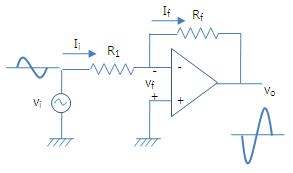 I_f
I_i
R_1
R_f
-
-
v_f
v_i
+
+
v_o